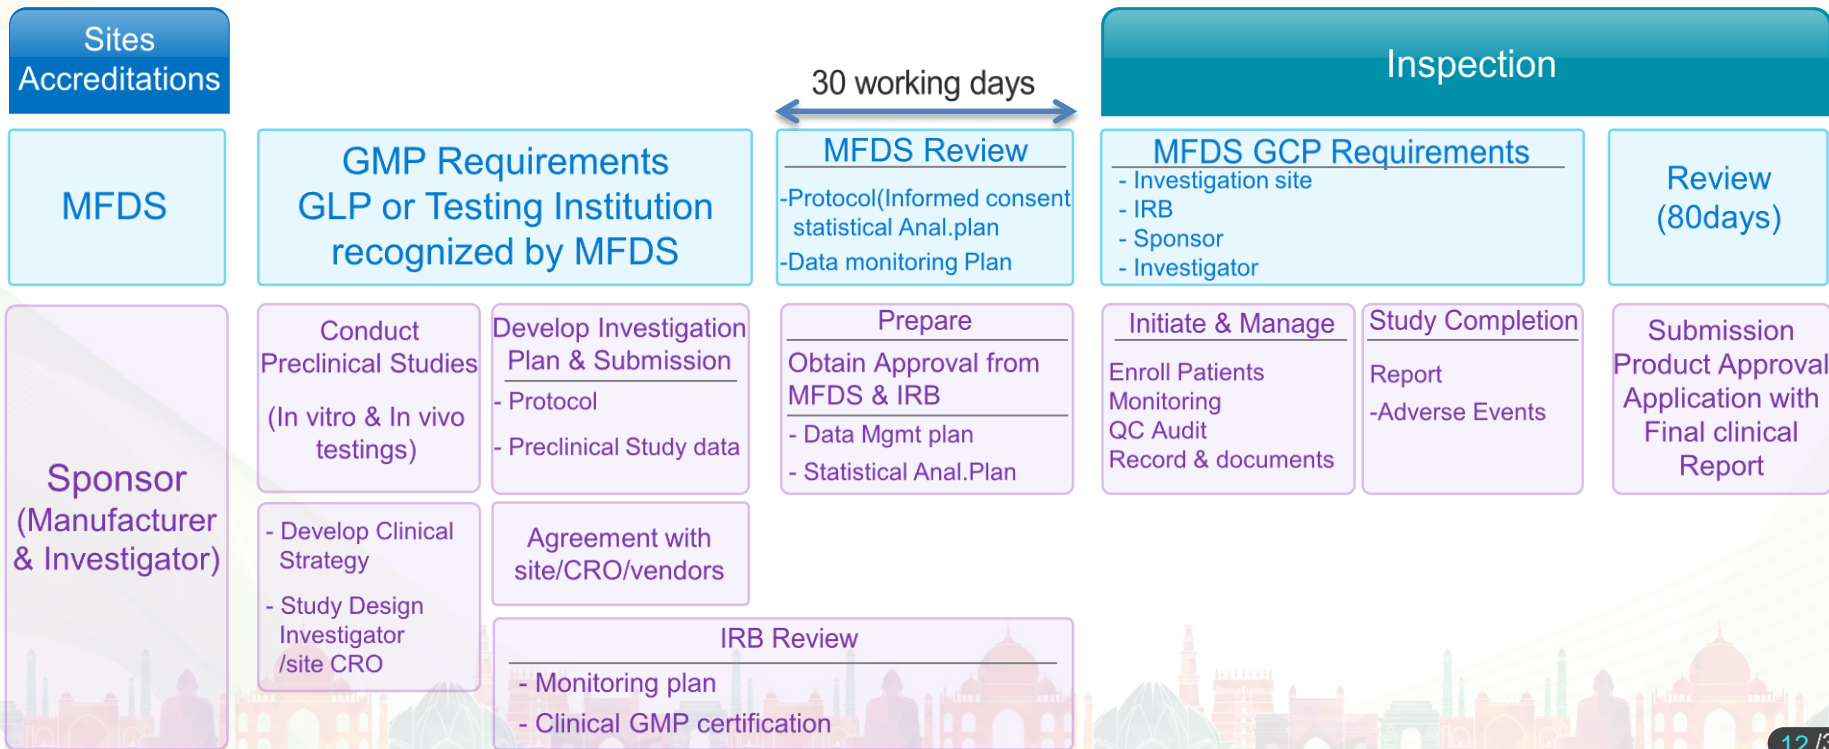 Sites
Accreditations
30 working days
Inspection
MFDS
GMP Requirements
GLP or Testing Institution
recognized by MFDS
MFDS Review
-Protocol(Informed consent
statistical Anal.plan
-Data monitoring Plan
MFDS GCP Requirements
- Investigation site
- IRB
- Sponsor
- Investigator
Review
(80days)
Sponsor
(Manufacturer
& Investigator)
Conduct
Preclinical Studies
(In vitro & In vivo
testings)
Develop Investigation
Plan & Submission
- Protocol
- Preclinical Study data
Prepare
Obtain Approval from
MFDS & IRB
- Data Mgmt plan
- Statistical Anal.Plan
Initiate & Manage
Enroll Patients
Monitoring
QC Audit
Record & documents
Study Completion
Report
-Adverse Events
Submission
Product Approval
Application with
Final clinical
Report
- Develop Clinical
Strategy
- Study Design
Investigator
/site CRO
Agreement with
site/CRO/vendors
IRB Review
- Monitoring plan
- Clinical GMP certification
12